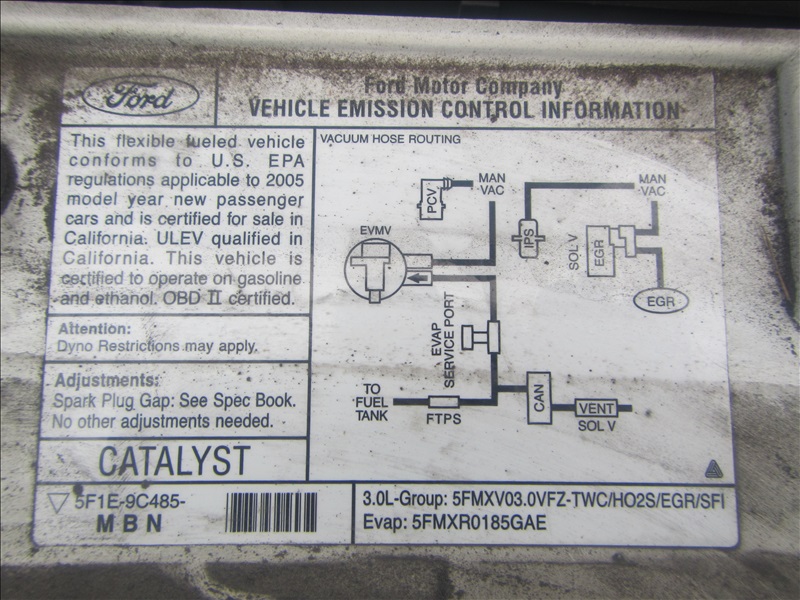 Ford
Ford Motor Company
VEHICLE EMISSION CONTROL INFORMATION
This flexible fueled vehicle
conforms to U.S. EPA
regulations applicable to 2005
model year new passenger
cars and is certified for sale in
California. ULEV qualified in
California. This vehicle is
certified to operate on gasoline
and ethanol. OBD II certified.
Attention:
Dyno Restrictions may apply.
Adjustments:
Spark Plug Gap: See Spec Book.
No other adjustments needed.
CATALYST
5F1E-9C485-
MBN
VACUUM HOSE ROUTING
PCV
MAN
VAC
IPS
MAN
VAC
SOL V
EGR
EGR
EVMV
EVAP
SERVICE PORT
TO
FUEL
TANK
FTPS
CAN
VENT
SOL V
3.0L-Group: 5FMXV03.0VFZ-TWC/HO2S/EGR/SFI
Evap: 5FMXR0185GAE